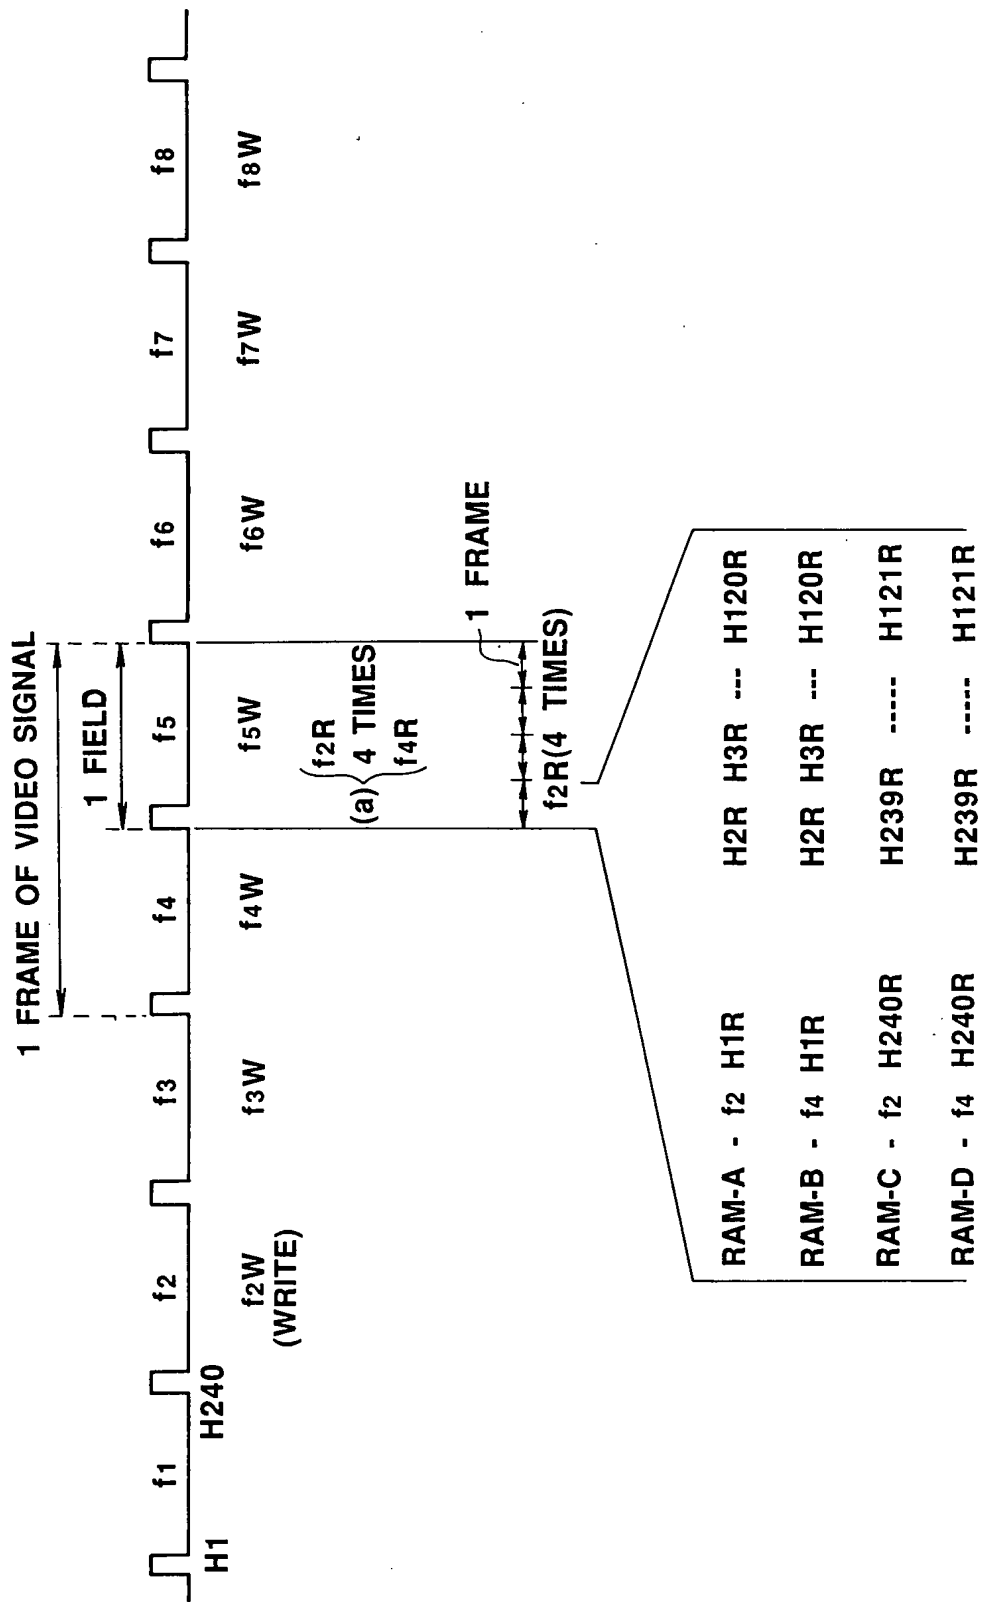 1 FRAME OF VIDEO SIGNAL
1 FIELD
f1 f2 f3 f4 f5 f6 f7 f8
H1 H240
f2W f3W f4W f5W f6W f7W f8W
(WRITE)
f2R
(a) 4 TIMES
f4R
1 FRAME
f2R(4 TIMES)
RAM-A - f2 H1R H2R H3R --- H120R
RAM-B - f4 H1R H2R H3R --- H120R
RAM-C - f2 H240R H239R ----- H121R
RAM-D - f4 H240R H239R ----- H121R